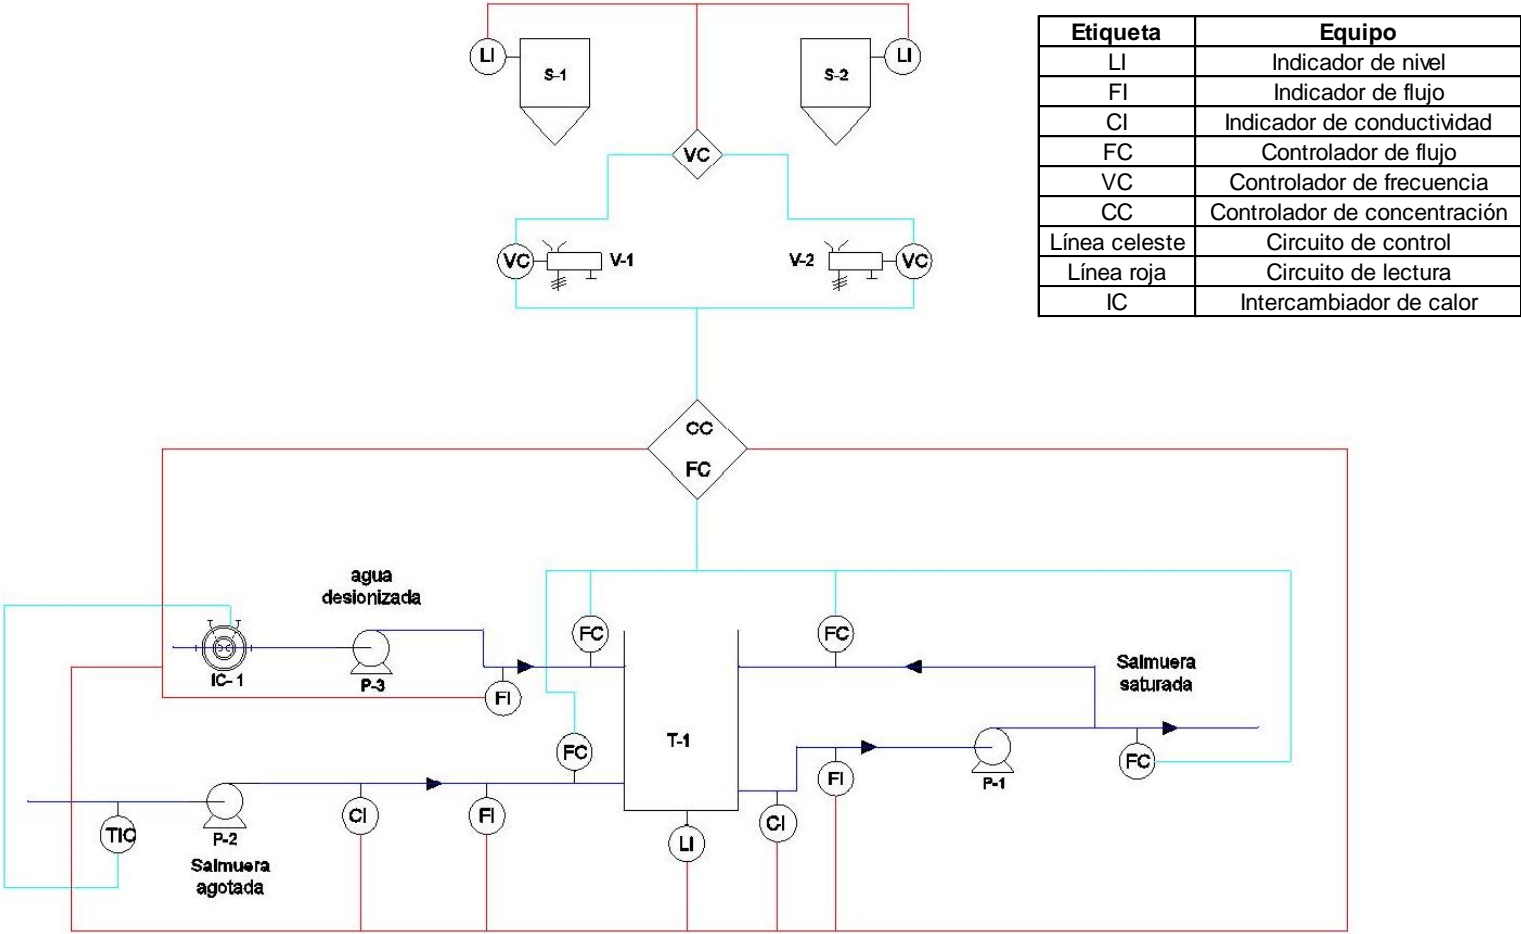 LI
S-1
S-2
LI
Etiqueta Equipo
LI Indicador de nivel
FI Indicador de flujo
CI Indicador de conductividad
FC Controlador de flujo
VC Controlador de frecuencia
CC Controlador de concentración
Línea celeste Circuito de control
Línea roja Circuito de lectura
IC Intercambiador de calor
VC
VC
V-1
V-2
VC
CC
FC
agua
desionizada
FC
FC
IC-1
P-3
FI
Salmuera
saturada
T-1
FC
FC
FI
P-1
TIC
P-2
CI
FI
LI
CI
Salmuera
agotada